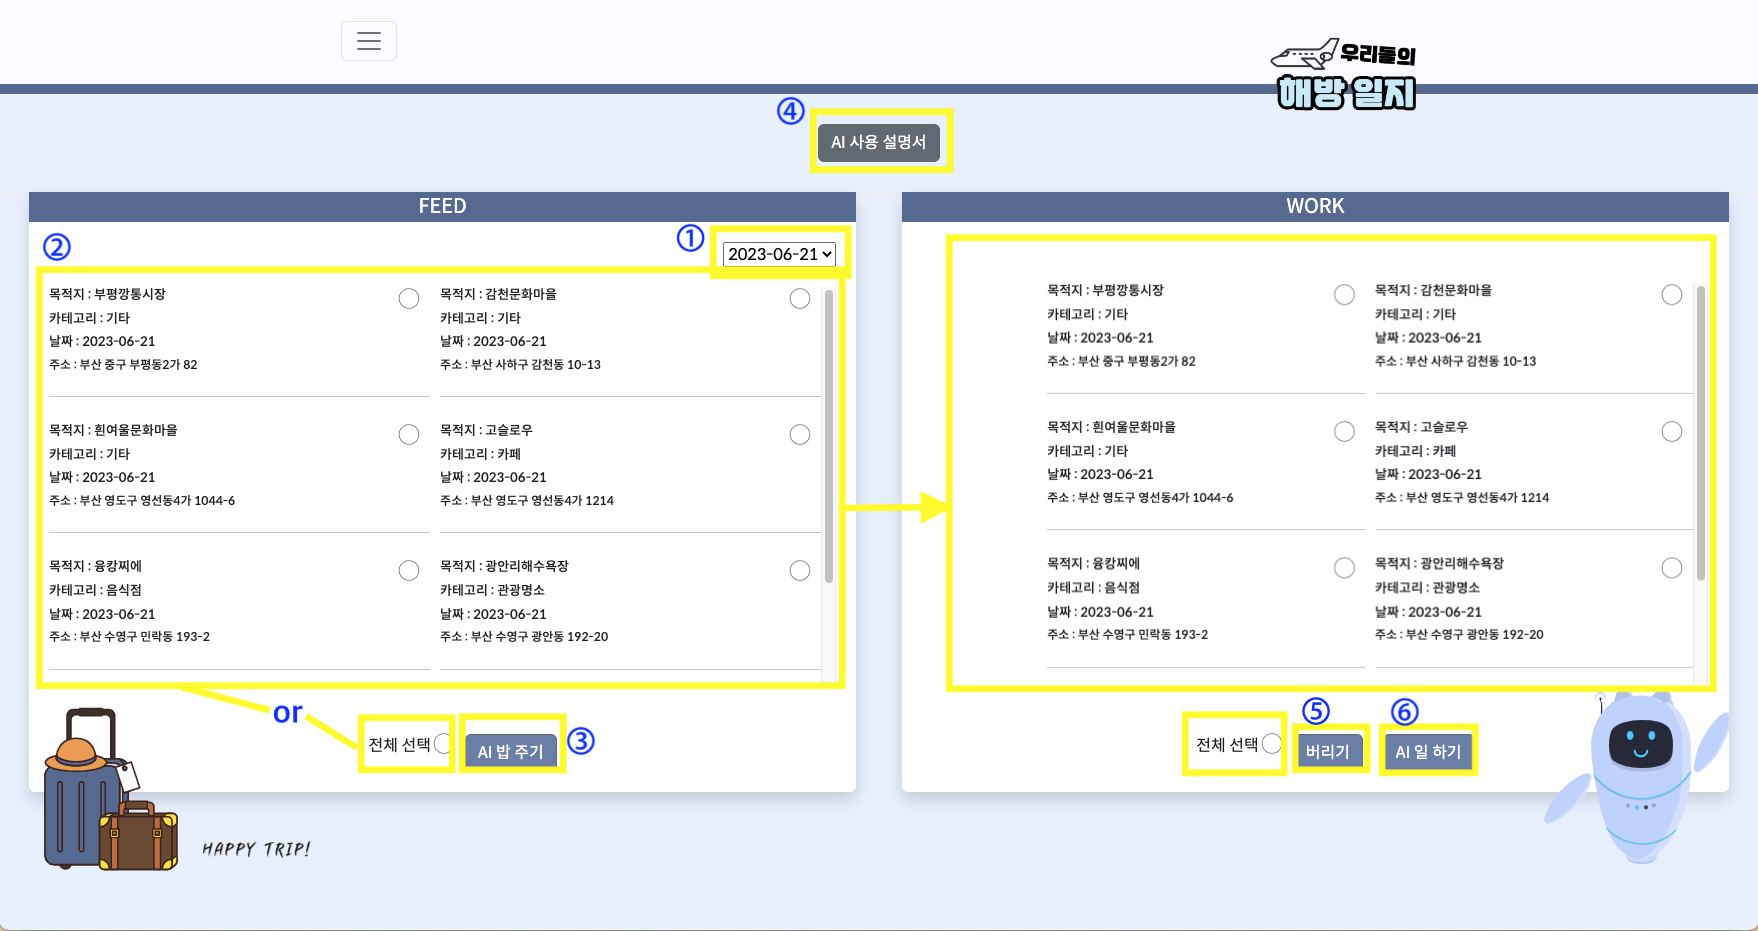 우리들의
해방 일지
④
AI 사용 설명서
FEED
①
2023-06-21
②
목적지 : 부평깡통시장
카테고리 : 기타
날짜 : 2023-06-21
주소 : 부산 중구 부평동2가 82
목적지 : 감천문화마을
카테고리 : 기타
날짜 : 2023-06-21
주소 : 부산 사하구 감천동 10-13
목적지 : 흰여울문화마을
카테고리 : 기타
날짜 : 2023-06-21
주소 : 부산 영도구 영선동4가 1044-6
목적지 : 고슬로우
카테고리 : 카페
날짜 : 2023-06-21
주소 : 부산 영도구 영선동4가 1214
목적지 : 융캉찌에
카테고리 : 음식점
날짜 : 2023-06-21
주소 : 부산 수영구 민락동 193-2
목적지 : 광안리해수욕장
카테고리 : 관광명소
날짜 : 2023-06-21
주소 : 부산 수영구 광안동 192-20
or
전체 선택
AI 밥 주기
③
WORK
목적지 : 부평깡통시장
카테고리 : 기타
날짜 : 2023-06-21
주소 : 부산 중구 부평동2가 82
목적지 : 감천문화마을
카테고리 : 기타
날짜 : 2023-06-21
주소 : 부산 사하구 감천동 10-13
목적지 : 흰여울문화마을
카테고리 : 기타
날짜 : 2023-06-21
주소 : 부산 영도구 영선동4가 1044-6
목적지 : 고슬로우
카테고리 : 카페
날짜 : 2023-06-21
주소 : 부산 영도구 영선동4가 1214
목적지 : 융캉찌에
카테고리 : 음식점
날짜 : 2023-06-21
주소 : 부산 수영구 민락동 193-2
목적지 : 광안리해수욕장
카테고리 : 관광명소
날짜 : 2023-06-21
주소 : 부산 수영구 광안동 192-20
전체 선택
⑤
버리기
⑥
AI 일 하기
HAPPY TRIP!